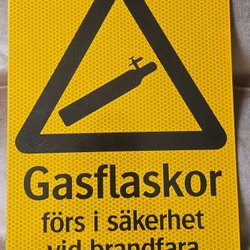 Gasflaskor
förs i säkerhet
vid brandfara